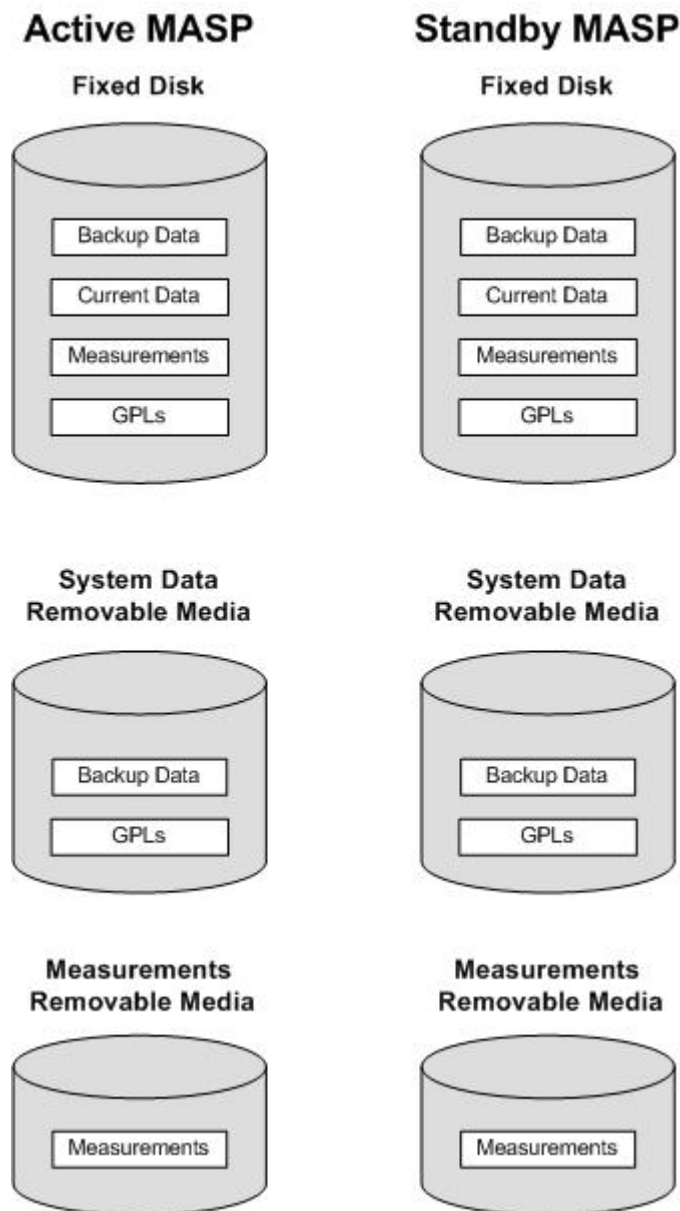 Active MASP
Standby MASP
Fixed Disk
Fixed Disk
Backup Data
Backup Data
Current Data
Current Data
Measurements
Measurements
GPLs
GPLs
System Data
Removable Media
System Data
Removable Media
Backup Data
Backup Data
GPLs
GPLs
Measurements
Removable Media
Measurements
Removable Media
Measurements
Measurements